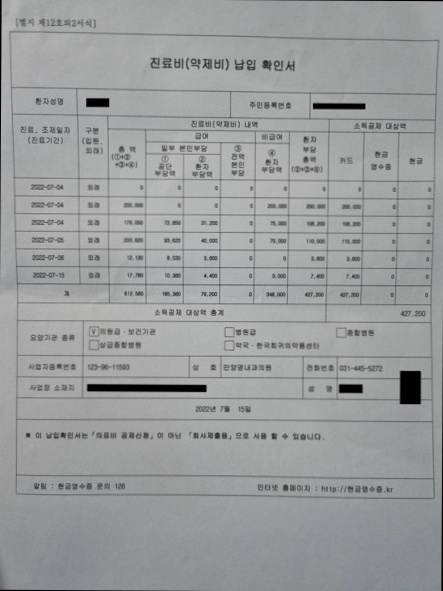 [별지 제12호의2서식]
진료비(약제비) 납입 확인서
환자성명
주민등록번호
진료, 조제일자 (진료기간)
구분 (입원, 외래)
진료비(약제비) 내역
소득공제 대상액
총 액 (①+②+③+④)
급여
비급여
환자 부담 총액 (②+③+④)
일부 본인부담
③ 전액 본인 부담
④ 환자 부담액
카드
현금 영수증
현금
① 공단 부담액
② 환자 부담액
2022-07-04 외래 0 0 0 0 0 0 0 0 0
2022-07-04 외래 200,000 0 0 0 200,000 200,000 200,000 0 0
2022-07-04 외래 179,050 72,850 31,200 0 75,000 106,200 106,200 0 0
2022-07-05 외래 203,620 93,620 40,000 0 70,000 110,000 110,000 0 0
2022-07-06 외래 12,130 8,530 3,600 0 0 3,600 3,600 0 0
2022-07-15 외래 17,780 10,380 4,400 0 3,000 7,400 7,400 0 0
계 612,580 185,380 79,200 0 348,000 427,200 427,200 0 0
소득공제 대상액 총계 427,200
요양기관 종류
[V] 의원급·보건기관 병원급 종합병원
상급종합병원 약국·한국희귀의약품센터
사업자등록번호 123-96-11593 상 호 안양영내과의원 전화번호 031-445-5272
사업장 소재지 성 명
2022년 7월 15일
※ 이 납입확인서는「의료비 공제신청」이 아닌 「회사제출용」으로 사용 할 수 있습니다.
알림 : 현금영수증 문의 126 인터넷 홈페이지 : http://현금영수증.kr